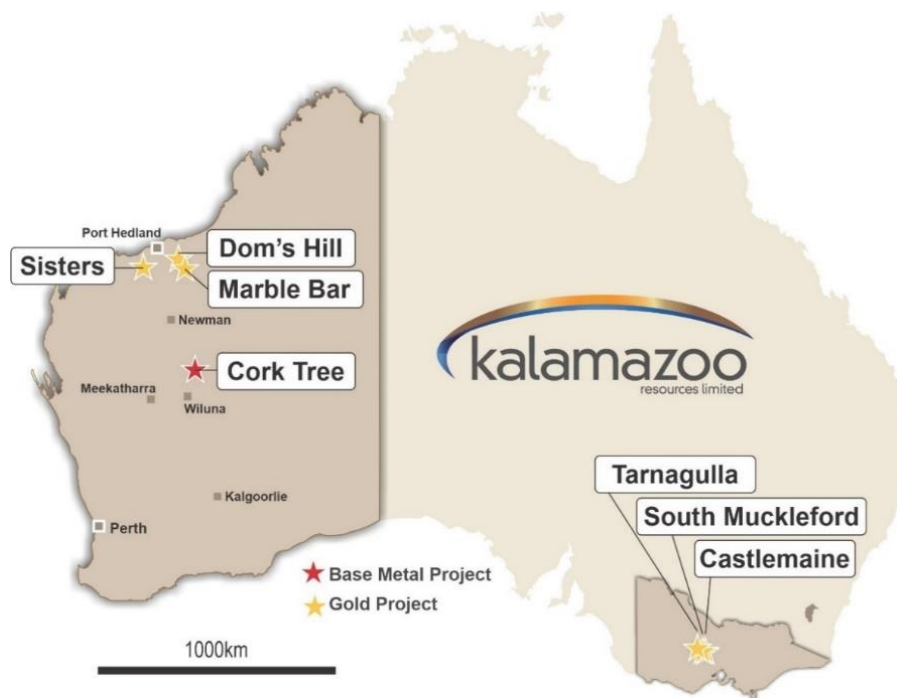 Port Hedland
Dom's Hill
Sisters
Marble Bar
Newman
Cork Tree
Meekatharra
Wiluna
kalamazoo
resources limited
Tarnagulla
Kalgoorlie
South Muckleford
Perth
Castlemaine
Base Metal Project
Gold Project
1000km